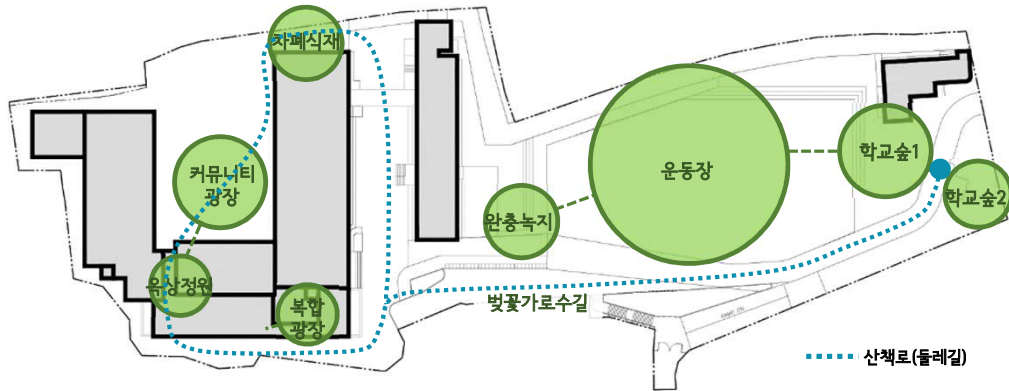 차폐식재
커뮤니티
광장
옥상정원
복합
광장
완충녹지
운동장
학교숲1
학교숲2
벚꽃가로수길
산책로(둘레길)